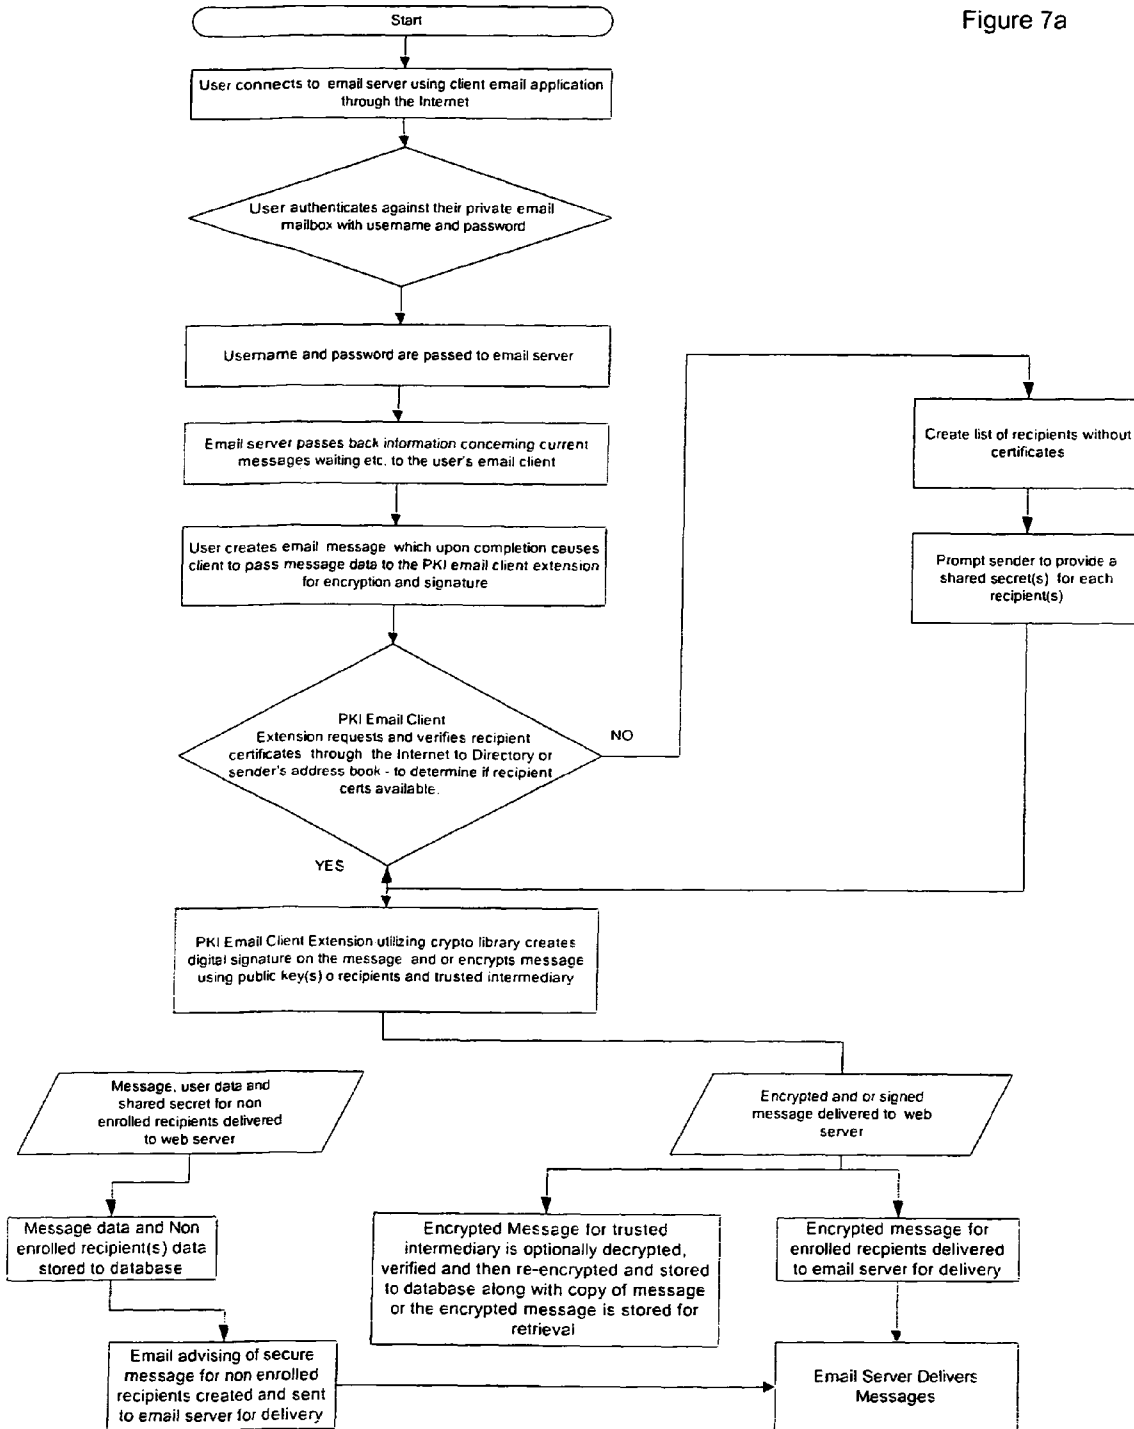 Figure 7a
Start
User connects to email server using client email application
through the Internet
User authenticates against their private email
mailbox with username and password
Username and password are passed to email server
Email server passes back information concerning current
messages waiting etc. to the user's email client
User creates email message which upon completion causes
client to pass message data to the PKI email client extension
for encryption and signature
Create list of recipients without
certificates
Prompt sender to provide a
shared secret(s) for each
recipient(s)
PKI Email Client
Extension requests and verifies recipient
certificates through the Internet to Directory or
sender's address book - to determine if recipient
certs available.
NO
YES
PKI Email Client Extension utilizing crypto library creates
digital signature on the message and or encrypts message
using public key(s) o recipients and trusted intermediary
Message, user data and
shared secret for non
enrolled recipients delivered
to web server
Encrypted and or signed
message delivered to web
server
Message data and Non
enrolled recipient(s) data
stored to database
Encrypted Message for trusted
intermediary is optionally decrypted,
verified and then re-encrypted and stored
to database along with copy of message
or the encrypted message is stored for
retrieval
Encrypted message for
enrolled recpients delivered
to email server for delivery
Email advising of secure
message for non enrolled
recipients created and sent
to email server for delivery
Email Server Delivers
Messages